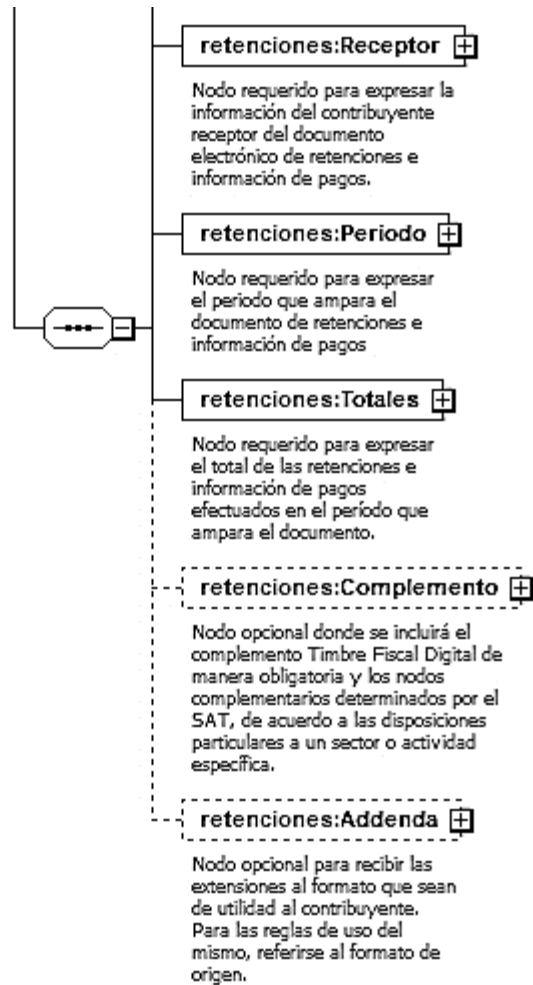 retenciones:Receptor
Nodo requerido para expresar la
información del contribuyente
receptor del documento
electrónico de retenciones e
información de pagos.
retenciones:Periodo
Nodo requerido para expresar
el periodo que ampara el
documento de retenciones e
información de pagos
retenciones:Totales
Nodo requerido para expresar
el total de las retenciones e
información de pagos
efectuados en el período que
ampara el documento.
retenciones:Complemento
Nodo opcional donde se incluirá el
complemento Timbre Fiscal Digital de
manera obligatoria y los nodos
complementarios determinados por el
SAT, de acuerdo a las disposiciones
particulares a un sector o actividad
específica.
retenciones:Addenda
Nodo opcional para recibir las
extensiones al formato que sean
de utilidad al contribuyente.
Para las reglas de uso del
mismo, referirse al formato de
origen.